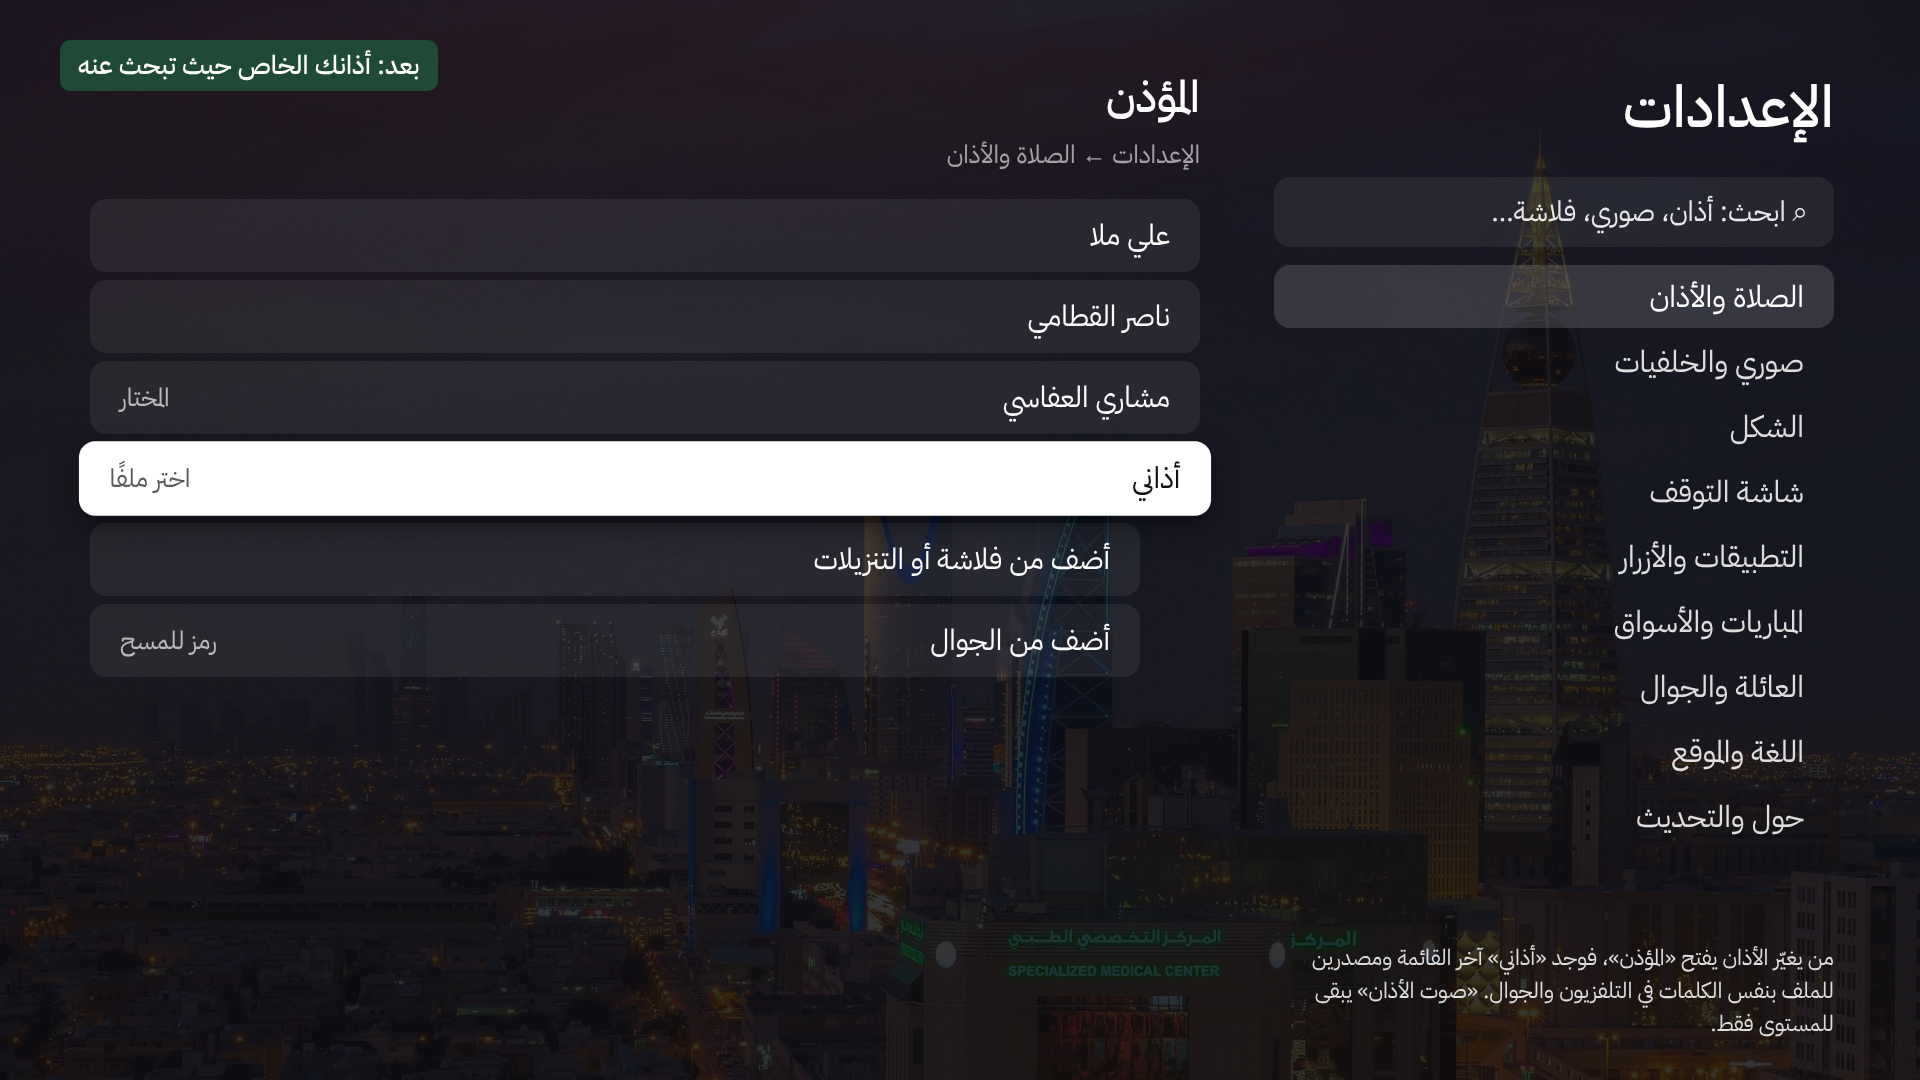 بعد: أذانك الخاص حيث تبحث عنه
الإعدادات
ابحث: أذان، صوري، فلاشة...
الصلاة والأذان
صوري والخلفيات
الشكل
شاشة التوقف
التطبيقات والأزرار
المباريات والأسواق
العائلة والجوال
اللغة والموقع
حول والتحديث
من يغيّر الأذان يفتح «المؤذن»، فوجد «أذاني» آخر القائمة ومصدرين
للملف بنفس الكلمات في التلفزيون والجوال. «صوت الأذان» يبقى
للمستوى فقط.
المؤذن
الإعدادات ← الصلاة والأذان
علي ملا
ناصر القطامي
مشاري العفاسي المختار
أذاني اختر ملفًا
أضف من فلاشة أو التنزيلات
أضف من الجوال رمز للمسح
المركز التخصصي الطبي
المركز
SPECIALIZED MEDICAL CENTER